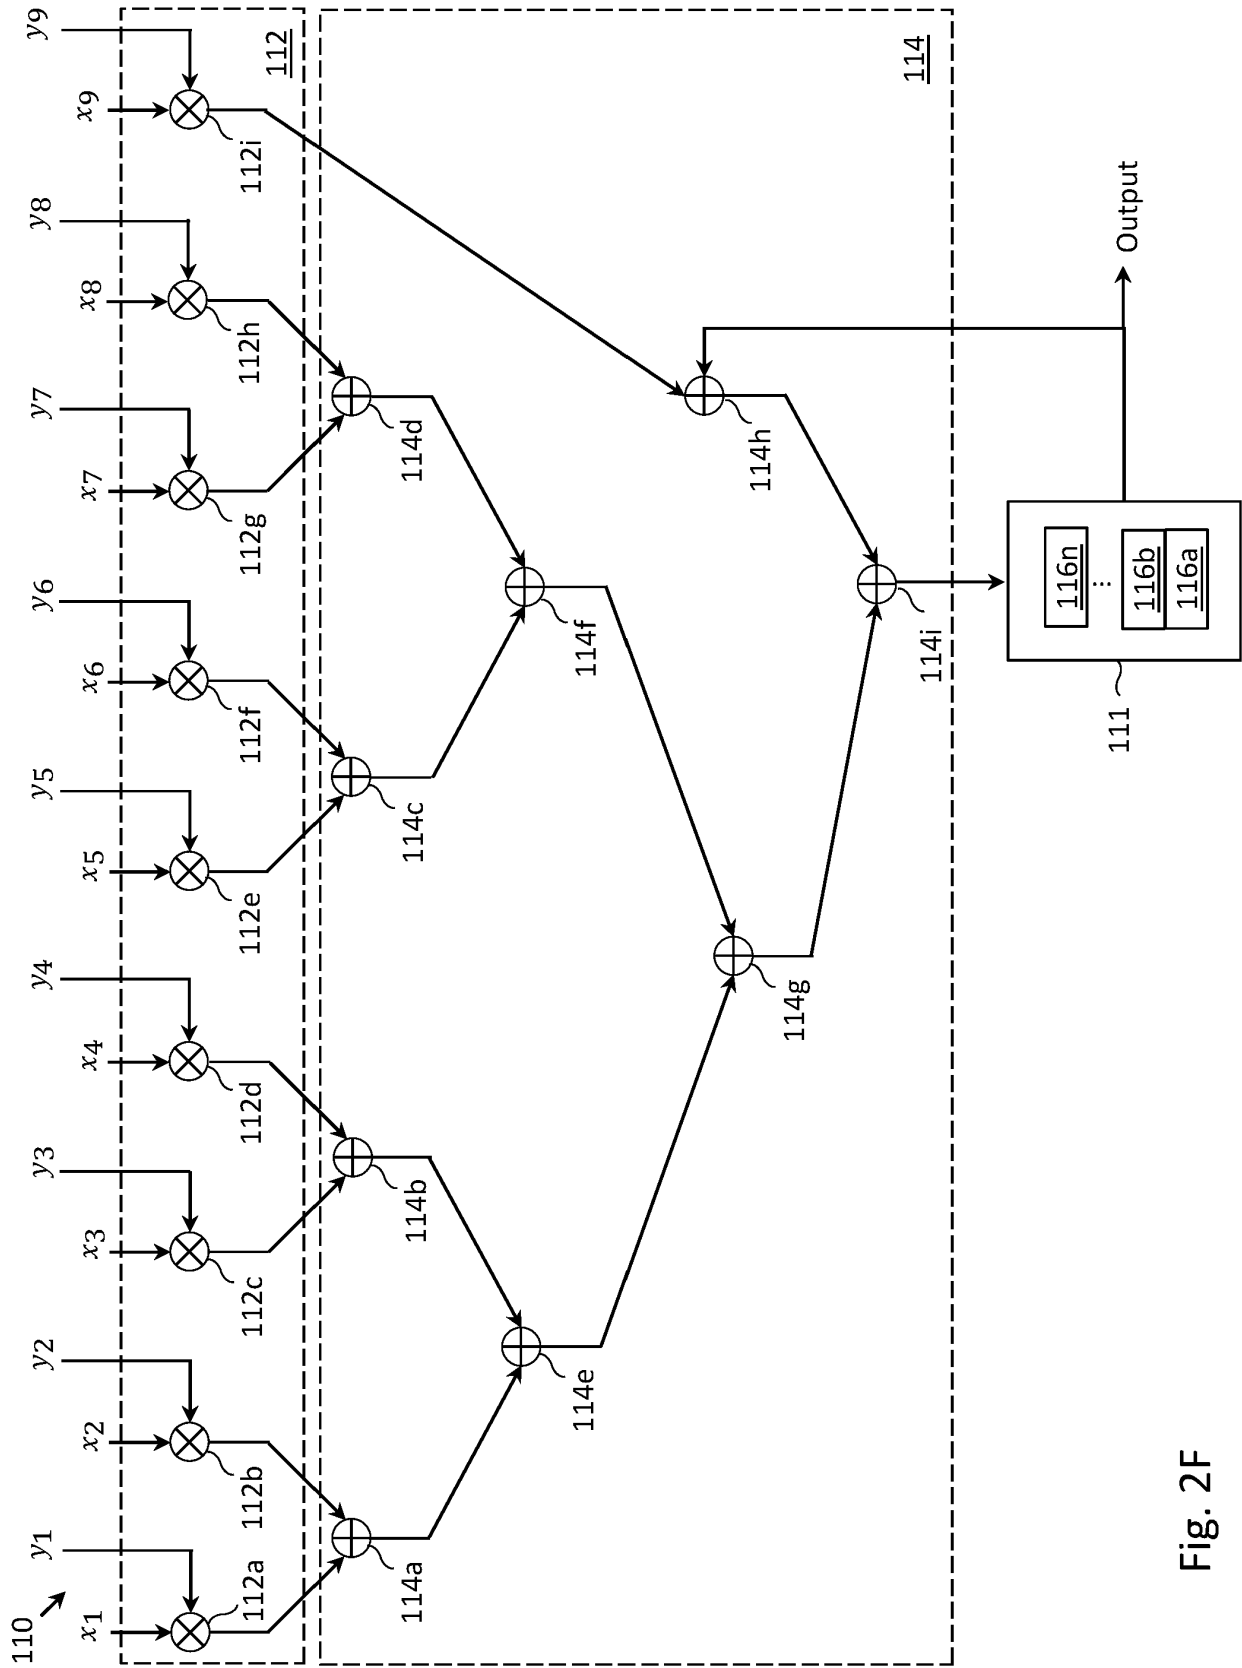 110
x1 y1 x2 y2 x3 y3 x4 y4 x5 y5 x6 y6 x7 y7 x8 y8 x9 y9
112a 112b 112c 112d 112e 112f 112g 112h 112i
112
114a 114b 114c 114d
114e 114f
114g 114h
114i
114
111
116n
...
116b
116a
Output
Fig. 2F